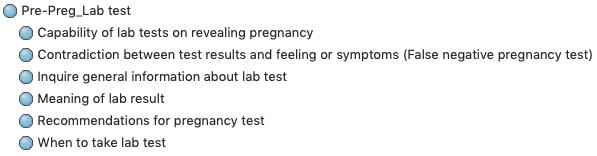 Pre-Preg_Lab test
Capability of lab tests on revealing pregnancy
Contradiction between test results and feeling or symptoms (False negative pregnancy test)
Inquire general information about lab test
Meaning of lab result
Recommendations for pregnancy test
When to take lab test